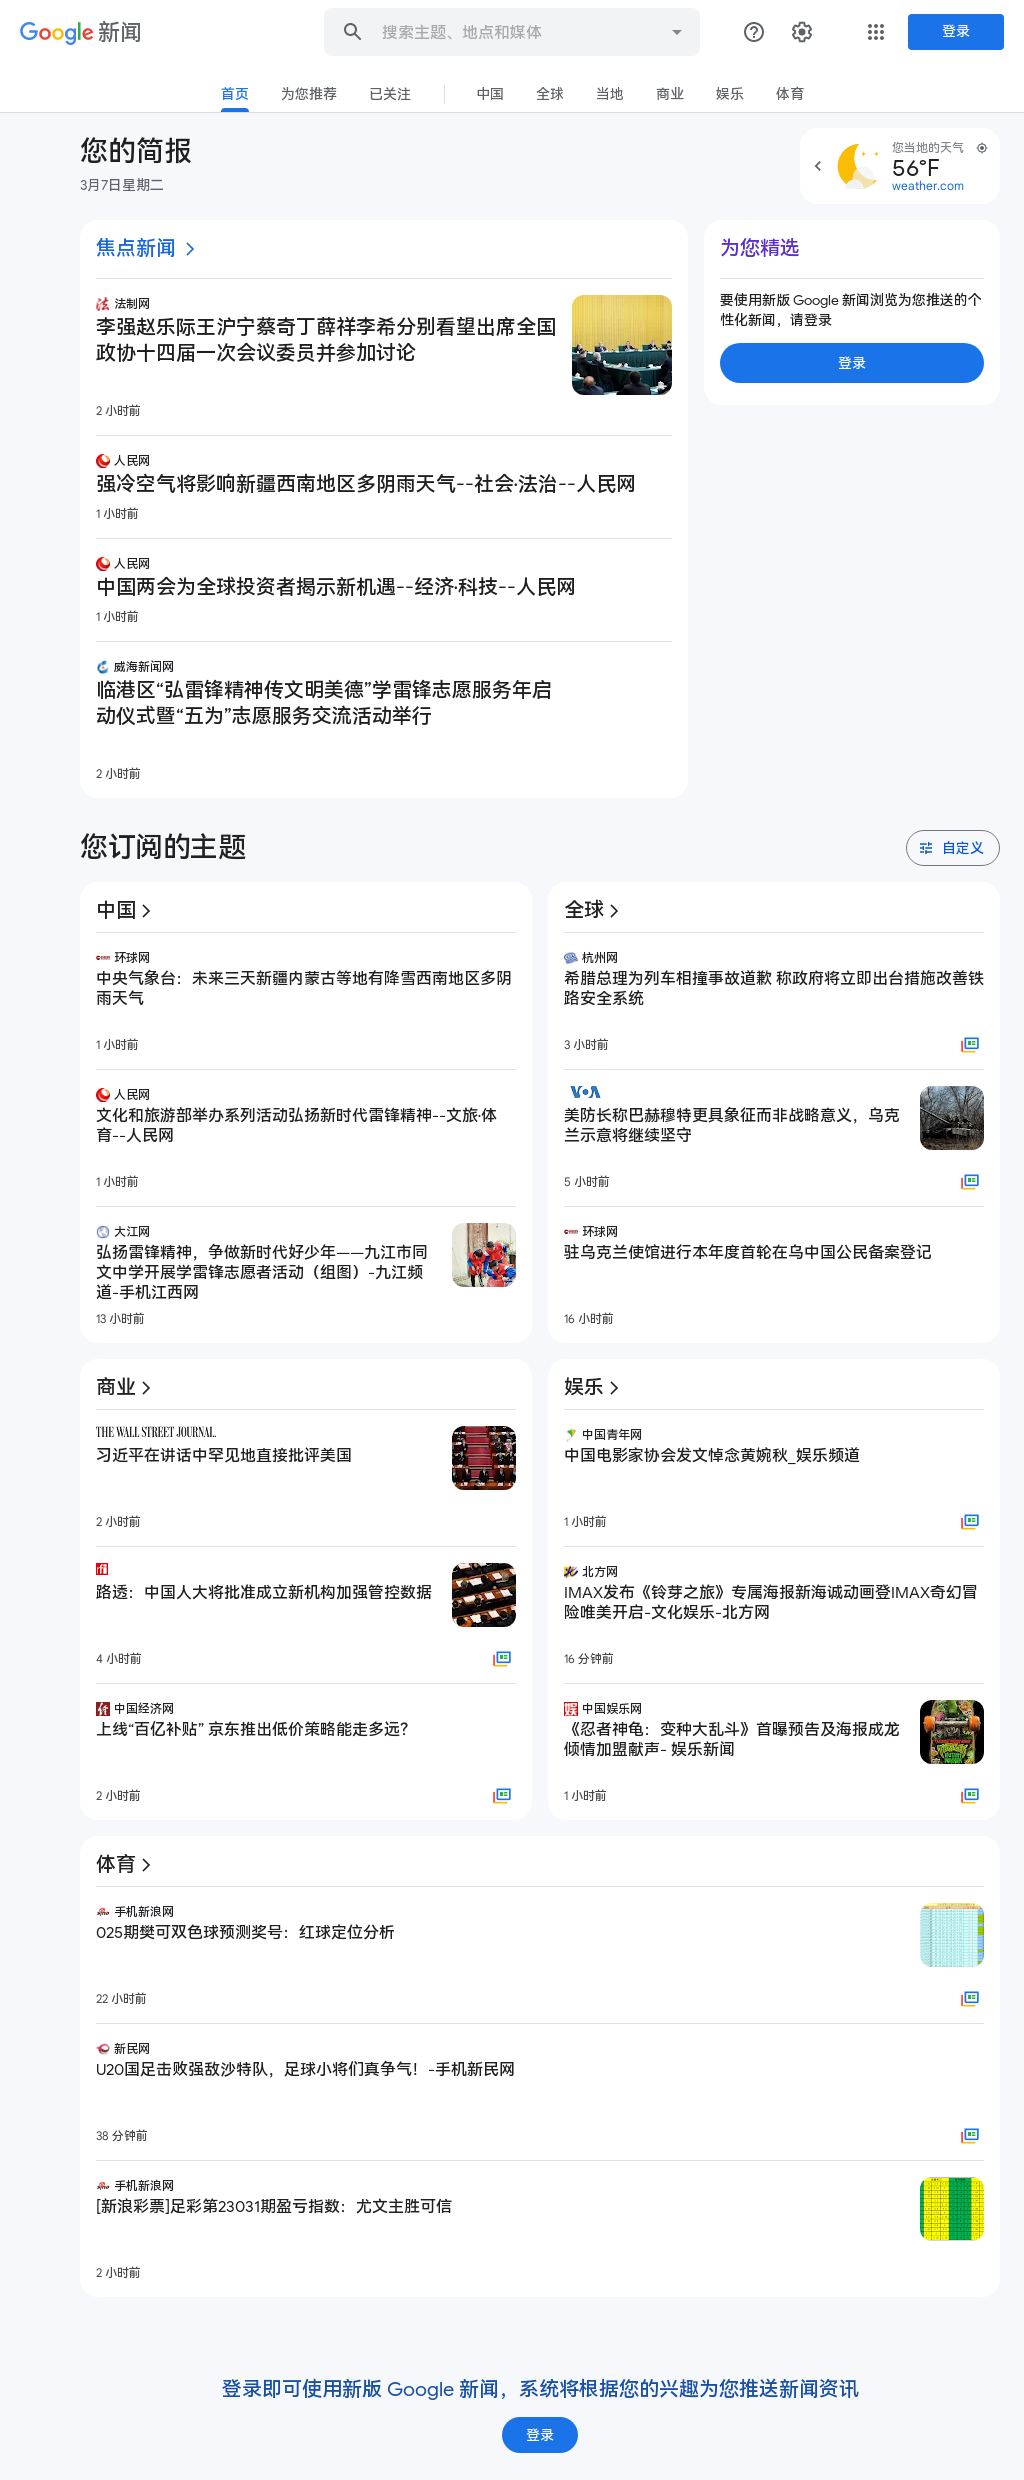 Google 新闻
搜索主题、地点和媒体
登录
首页
为您推荐
已关注
中国
全球
当地
商业
娱乐
体育
您的简报
3月7日星期二
您当地的天气
56°F
weather.com
焦点新闻
法制网
李强赵乐际王沪宁蔡奇丁薛祥李希分别看望出席全国
政协十四届一次会议委员并参加讨论
2 小时前
人民网
强冷空气将影响新疆西南地区多阴雨天气--社会·法治--人民网
1 小时前
人民网
中国两会为全球投资者揭示新机遇--经济·科技--人民网
1 小时前
威海新闻网
临港区“弘雷锋精神传文明美德”学雷锋志愿服务年启
动仪式暨“五为”志愿服务交流活动举行
2 小时前
为您精选
要使用新版 Google 新闻浏览为您推送的个
性化新闻，请登录
登录
您订阅的主题
自定义
中国
环球网
中央气象台：未来三天新疆内蒙古等地有降雪西南地区多阴
雨天气
1 小时前
人民网
文化和旅游部举办系列活动弘扬新时代雷锋精神--文旅·体
育--人民网
1 小时前
大江网
弘扬雷锋精神，争做新时代好少年——九江市同
文中学开展学雷锋志愿者活动（组图）-九江频
道-手机江西网
13 小时前
全球
杭州网
希腊总理为列车相撞事故道歉 称政府将立即出台措施改善铁
路安全系统
3 小时前
VOA
美防长称巴赫穆特更具象征而非战略意义，乌克
兰示意将继续坚守
5 小时前
环球网
驻乌克兰使馆进行本年度首轮在乌中国公民备案登记
16 小时前
商业
THE WALL STREET JOURNAL.
习近平在讲话中罕见地直接批评美国
2 小时前
fi
路透：中国人大将批准成立新机构加强管控数据
4 小时前
中国经济网
上线“百亿补贴” 京东推出低价策略能走多远？
2 小时前
娱乐
中国青年网
中国电影家协会发文悼念黄婉秋_娱乐频道
1 小时前
北方网
IMAX发布《铃芽之旅》专属海报新海诚动画登IMAX奇幻冒
险唯美开启-文化娱乐-北方网
16 分钟前
中国娱乐网
《忍者神龟：变种大乱斗》首曝预告及海报成龙
倾情加盟献声- 娱乐新闻
1 小时前
体育
手机新浪网
025期樊可双色球预测奖号：红球定位分析
22 小时前
新民网
U20国足击败强敌沙特队，足球小将们真争气！-手机新民网
38 分钟前
手机新浪网
[新浪彩票]足彩第23031期盈亏指数：尤文主胜可信
2 小时前
登录即可使用新版 Google 新闻，系统将根据您的兴趣为您推送新闻资讯
登录